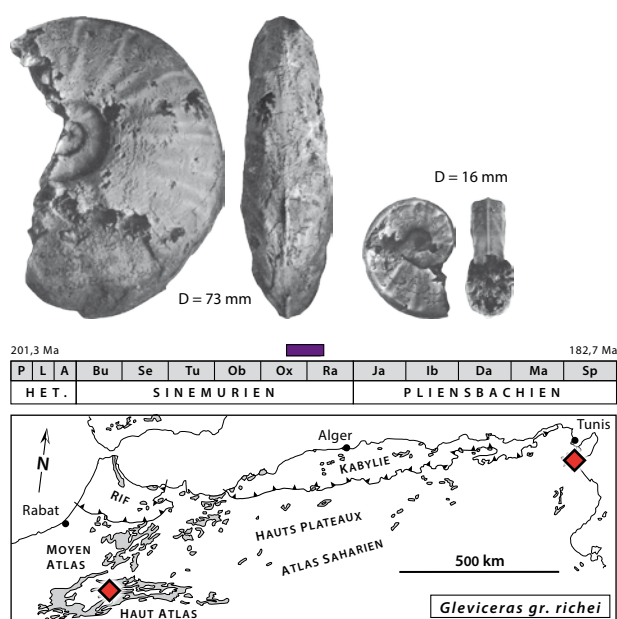 D = 16 mm
D = 73 mm
201,3 Ma 182,7 Ma
P L A Bu Se Tu Ob Ox Ra Ja Ib Da Ma Sp
HET. SINEMURIEN PLIENSBACHIEN
Tunis
Alger
N
KABYLIE
RIF
Rabat
HAUTS PLATEAUX
MOYEN
ATLAS
ATLAS SAHARIEN
500 km
HAUT ATLAS
Gleviceras gr. richei